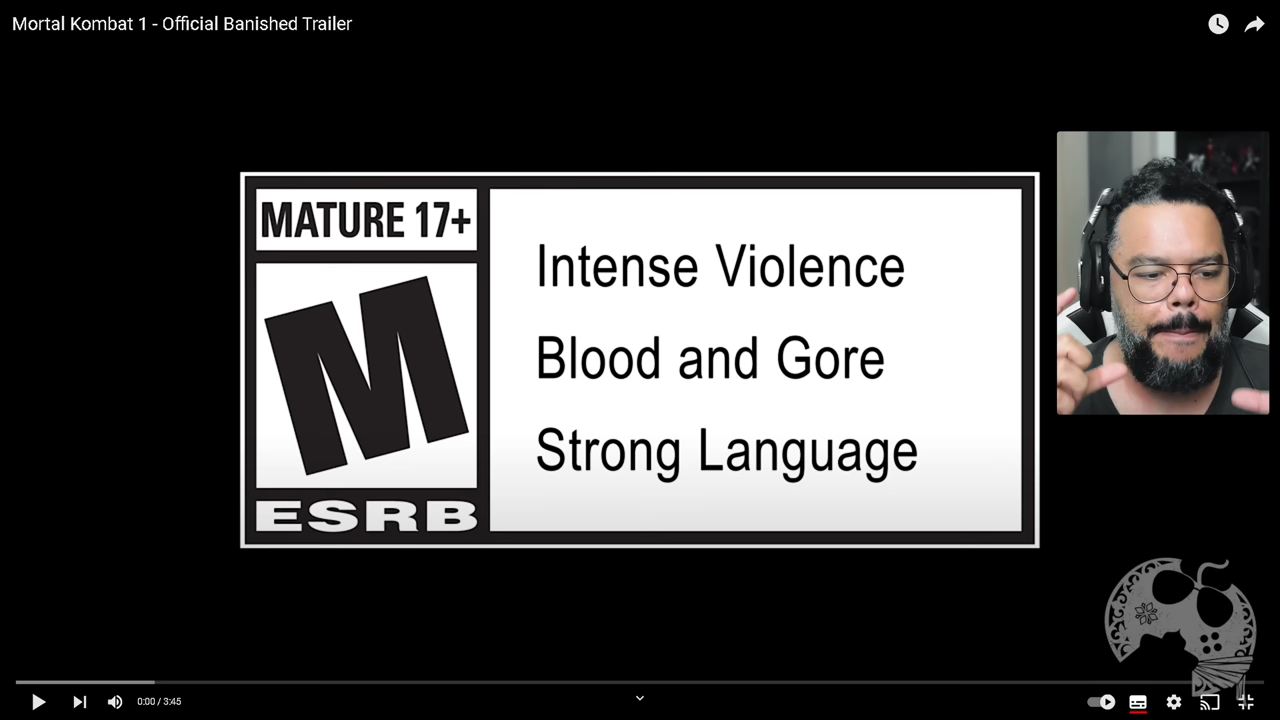 Mortal Kombat 1 - Official Banished Trailer
MATURE 17+
M
ESRB
Intense Violence
Blood and Gore
Strong Language
0:00 / 3:45